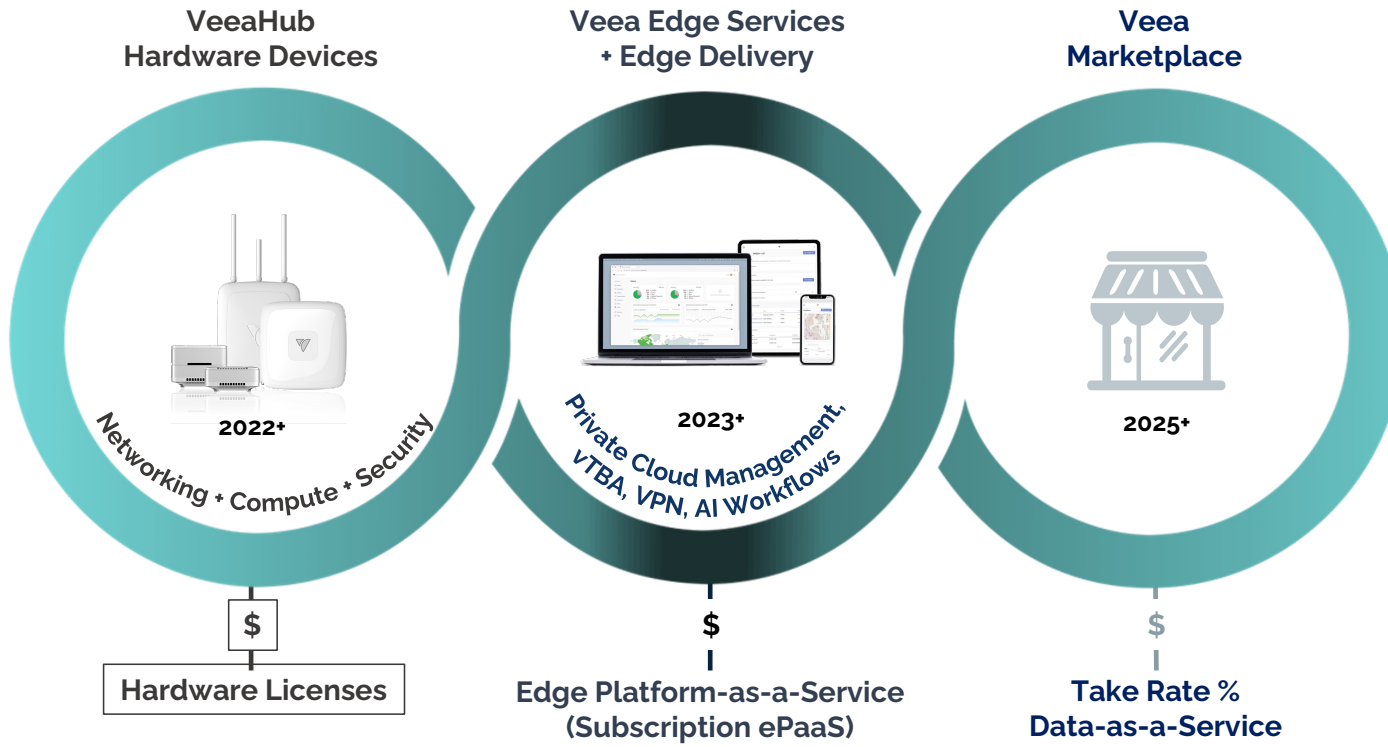 VeeaHub
Hardware Devices
2022+
Networking + Compute + Security
$
Hardware Licenses
Veea Edge Services
+ Edge Delivery
2023+
Private Cloud Management,
vTBA, VPN, AI Workflows
$
Edge Platform-as-a-Service
(Subscription ePaaS)
Veea
Marketplace
2025+
$
Take Rate %
Data-as-a-Service